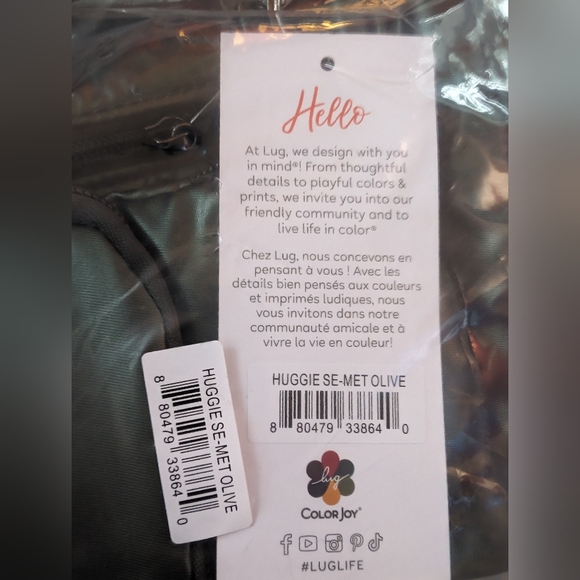 Hello
At Lug, we design with you
in mind®! From thoughtful
details to playful colors &
prints, we invite you into our
friendly community and to
live life in color®
Chez Lug, nous concevons en
pensant à vous ! Avec les
détails bien pensés aux couleurs
et imprimés ludiques, nous
vous invitons dans notre
communauté amicale et à
vivre la vie en couleur!
HUGGIE SE-MET OLIVE
8 80479 33864 0
lug
COLORJOY®
#LUGLIFE
HUGGIE SE-MET OLIVE
8 80479 33864 0